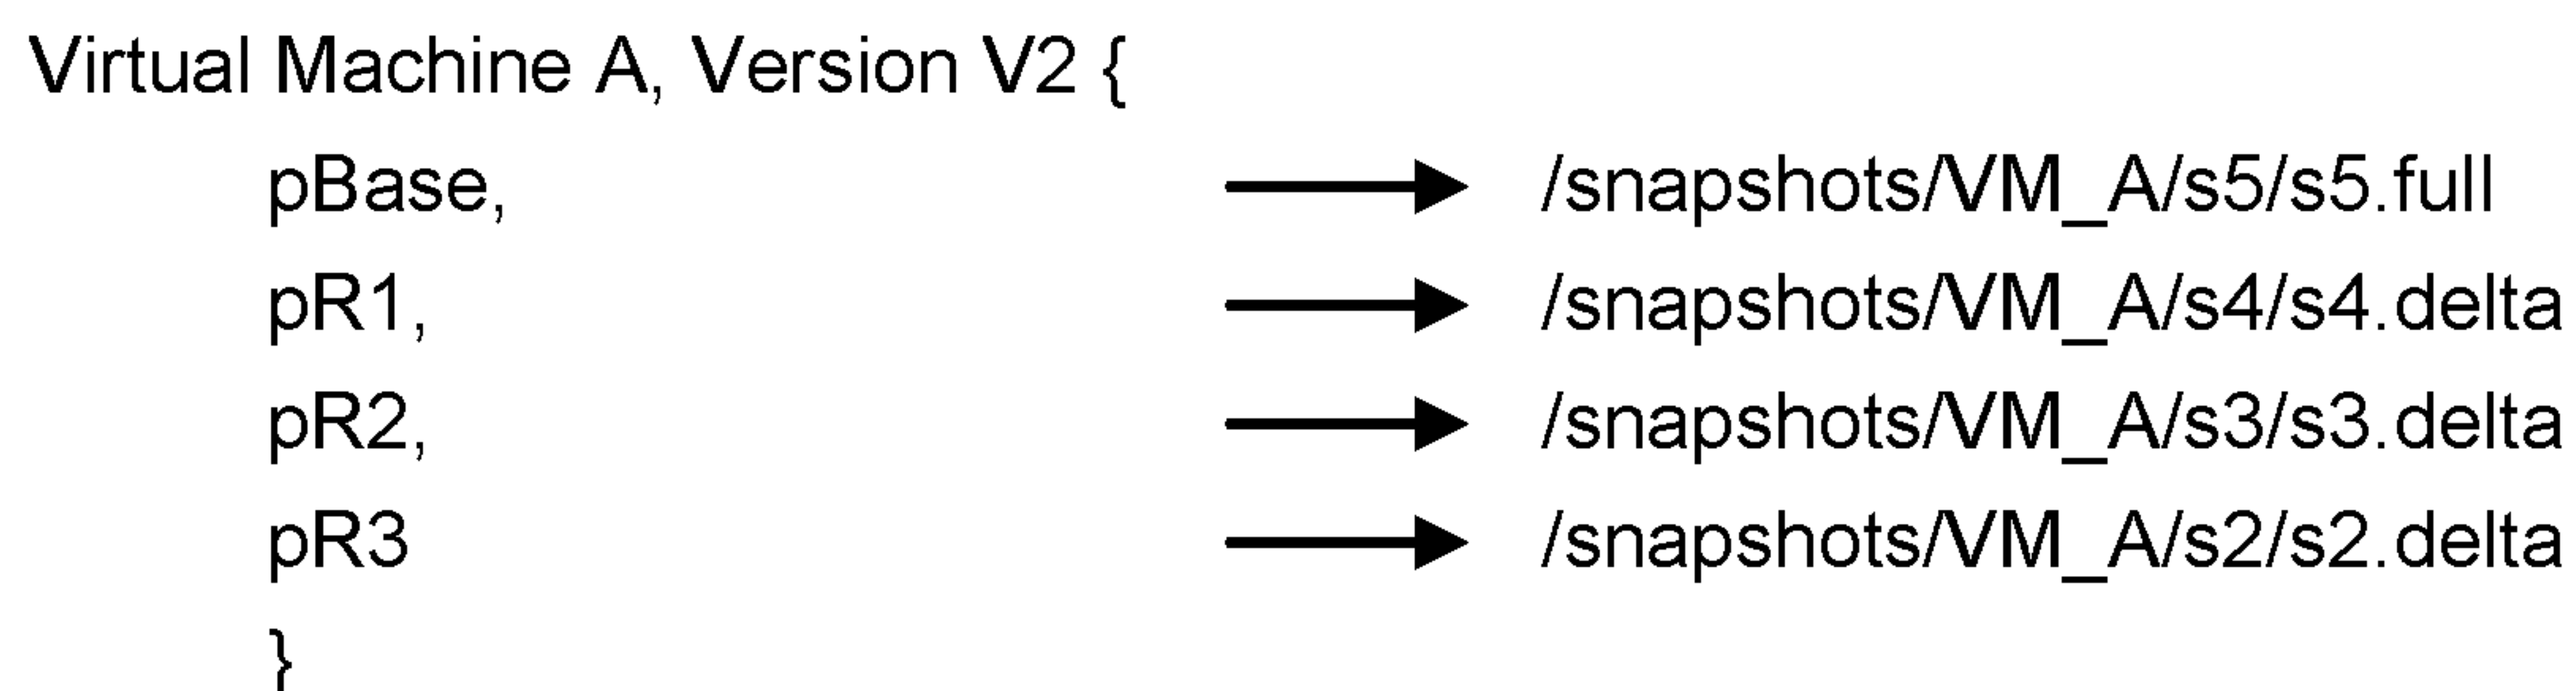 Virtual Machine A, Version V2 {
pBase, /snapshots/VM_A/s5/s5.full
pR1, /snapshots/VM_A/s4/s4.delta
pR2, /snapshots/VM_A/s3/s3.delta
pR3 /snapshots/VM_A/s2/s2.delta
}